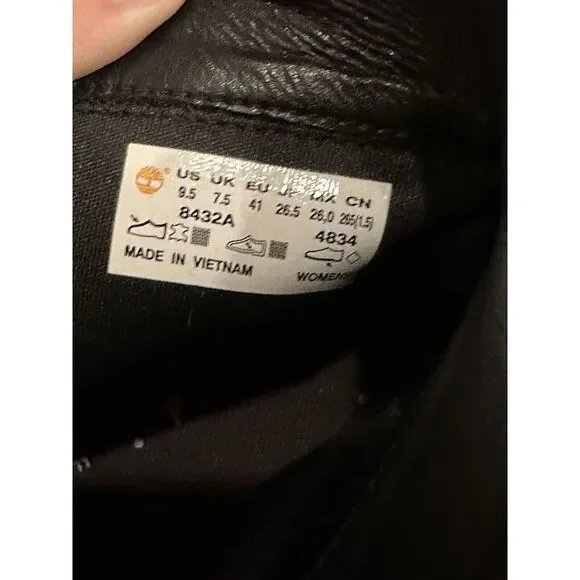 US UK EU JP MX CN
9.5 7.5 41 26.5 26,0 265(1.5)
8432A 4834
MADE IN VIETNAM